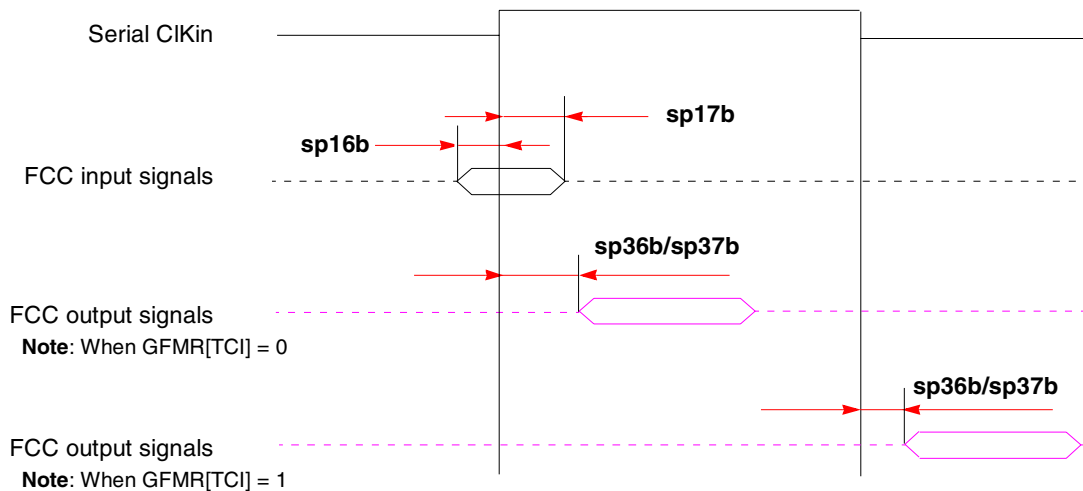 Serial ClKin
sp17b
sp16b
FCC input signals
sp36b/sp37b
FCC output signals
Note: When GFMR[TCI] = 0
sp36b/sp37b
FCC output signals
Note: When GFMR[TCI] = 1